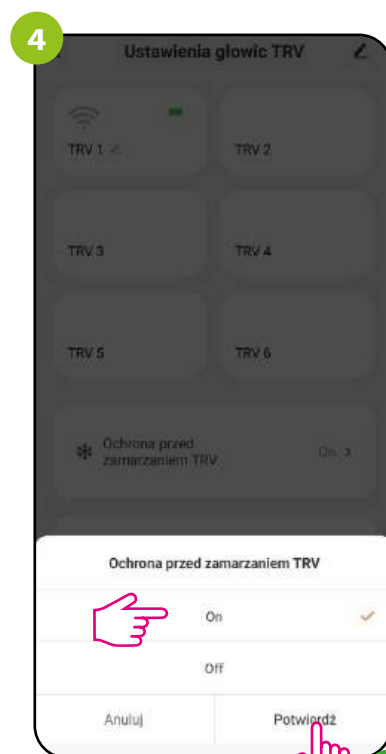 4
Ustawienia głowic TRV
TRV 1
TRV 2
TRV 3
TRV 4
TRV 5
TRV 6
Ochrona przed
zamarzaniem TRV
On
Ochrona przed zamarzaniem TRV
On
Off
Anuluj
Potwierdź